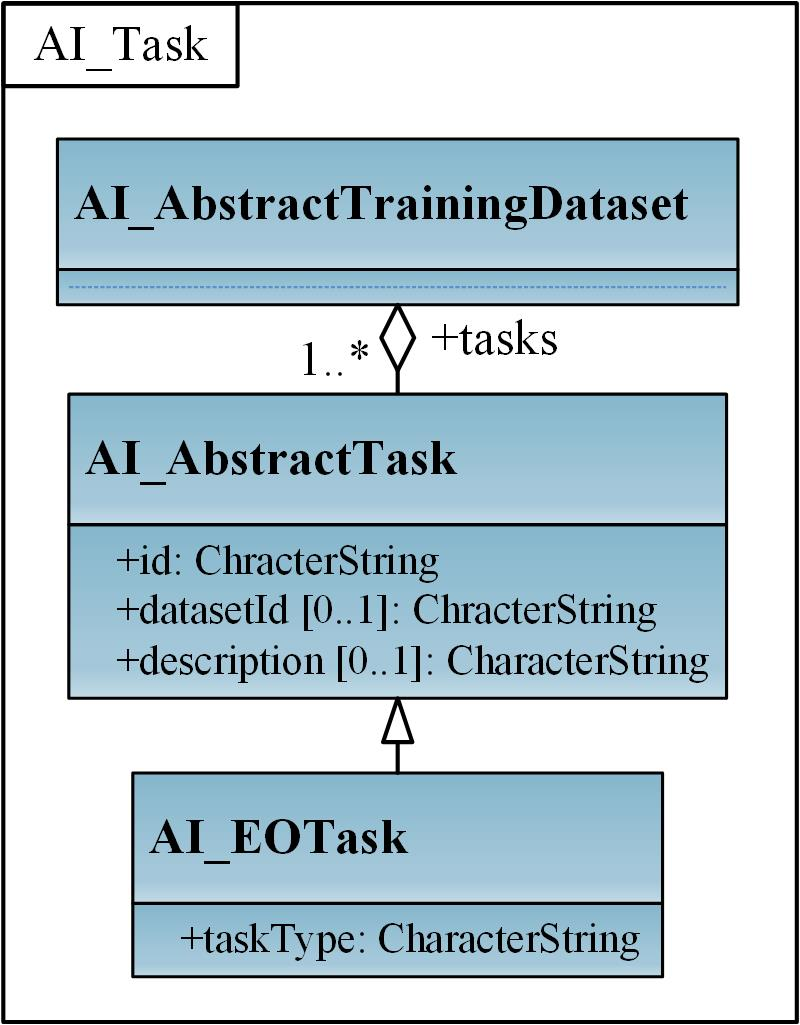 AI_Task
AI_AbstractTrainingDataset
1..* +tasks
AI_AbstractTask
+id: ChracterString
+datasetId [0..1]: ChracterString
+description [0..1]: CharacterString
AI_EOTask
+taskType: CharacterString